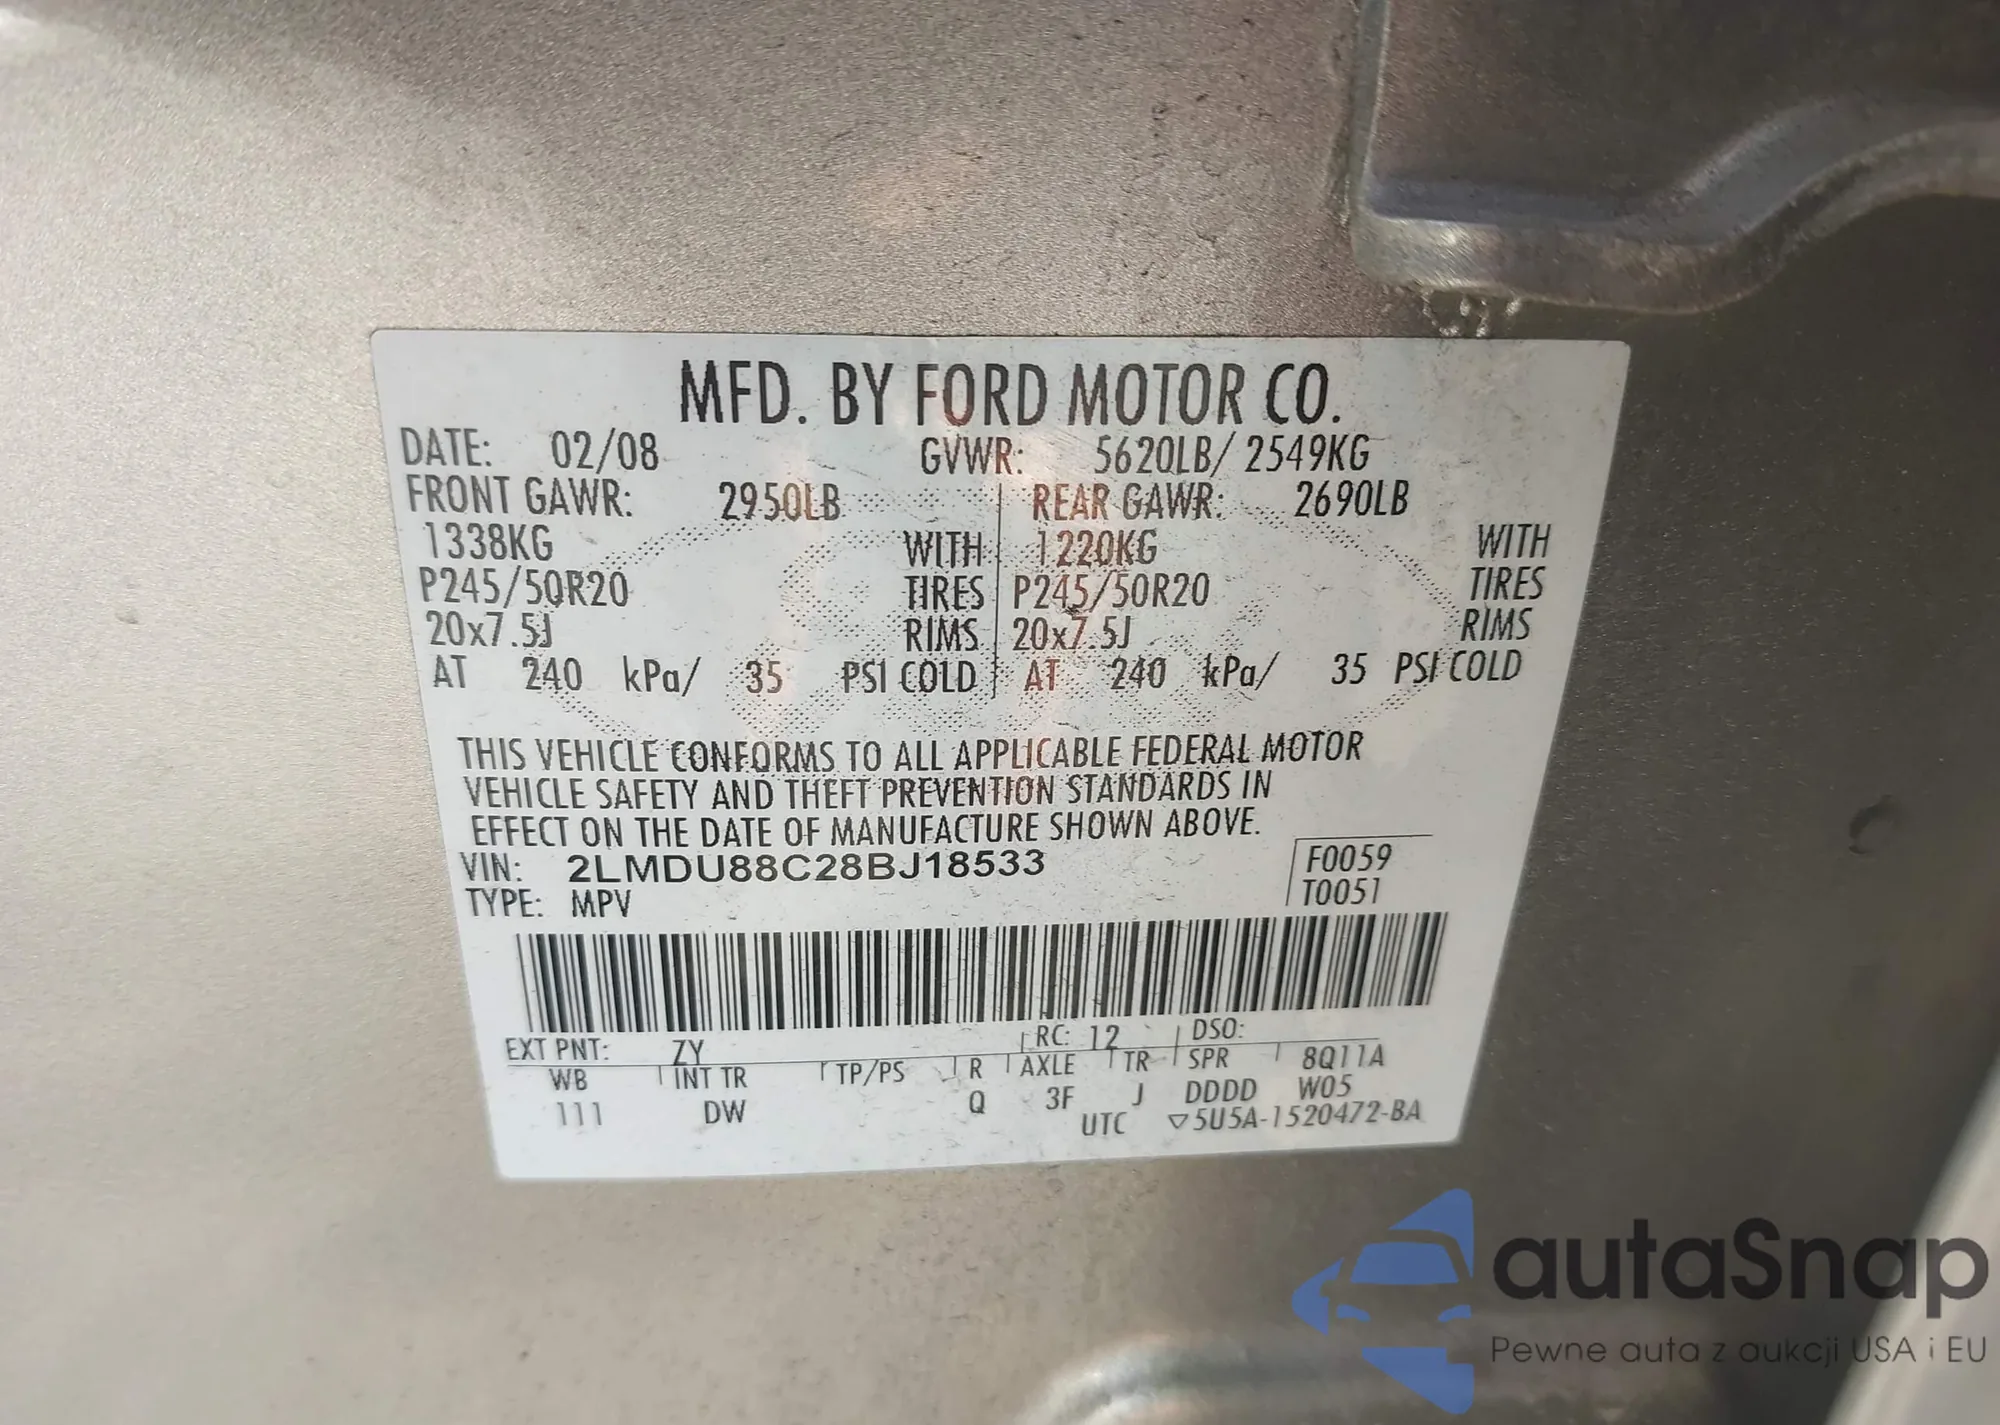 MFD. BY FORD MOTOR CO.
DATE: 02/08 GVWR: 5620LB/ 2549KG
FRONT GAWR: 2950LB REAR GAWR: 2690LB
1338KG WITH 1220KG WITH
P245/50R20 TIRES P245/50R20 TIRES
20x7.5J RIMS 20x7.5J RIMS
AT 240 kPa/ 35 PSI COLD AT 240 kPa/ 35 PSI COLD
THIS VEHICLE CONFORMS TO ALL APPLICABLE FEDERAL MOTOR
VEHICLE SAFETY AND THEFT PREVENTION STANDARDS IN
EFFECT ON THE DATE OF MANUFACTURE SHOWN ABOVE.
VIN: 2LMDU88C28BJ18533 F0059
TYPE: MPV T0051
EXT PNT: ZY RC: 12 DSO:
WB INT TR TP/PS R AXLE TR SPR 8Q11A
111 DW Q 3F J DDDD W05
UTC ▽5U5A-1520472-BA
autaSnap
Pewne auta z aukcji USA i EU